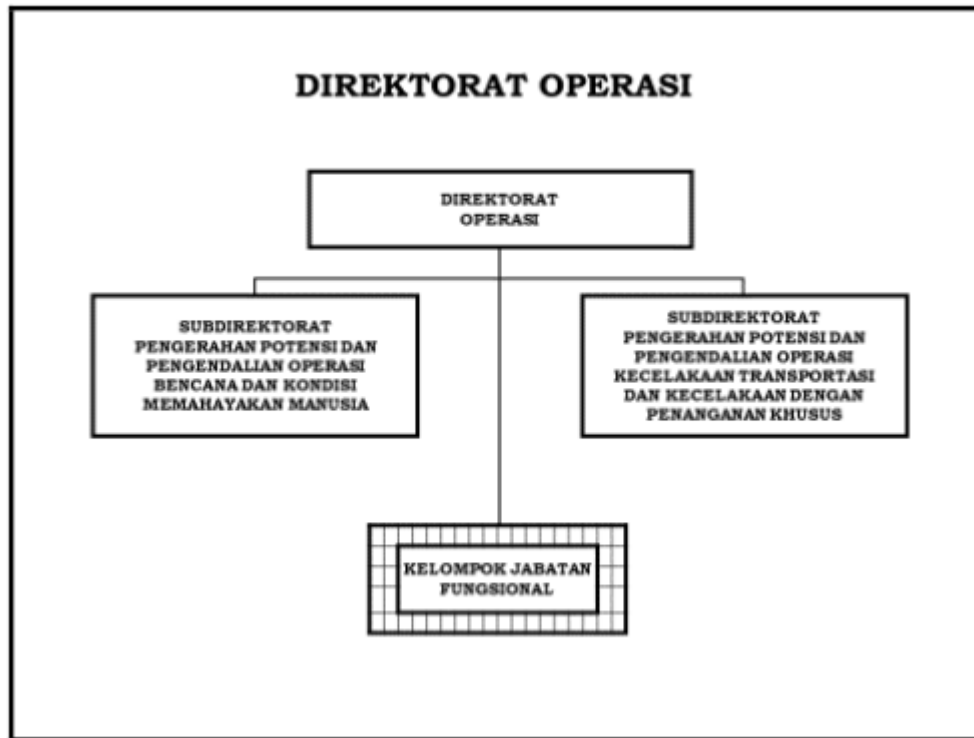 DIREKTORAT OPERASI
DIREKTORAT
OPERASI
SUBDIREKTORAT
PENGERAHAN POTENSI DAN
PENGENDALIAN OPERASI
BENCANA DAN KONDISI
MEMAHAYAKAN MANUSIA
SUBDIREKTORAT
PENGERAHAN POTENSI DAN
PENGENDALIAN OPERASI
KECELAKAAN TRANSPORTASI
DAN KECELAKAAN DENGAN
PENANGANAN KHUSUS
KELOMPOK JABATAN
FUNGSIONAL